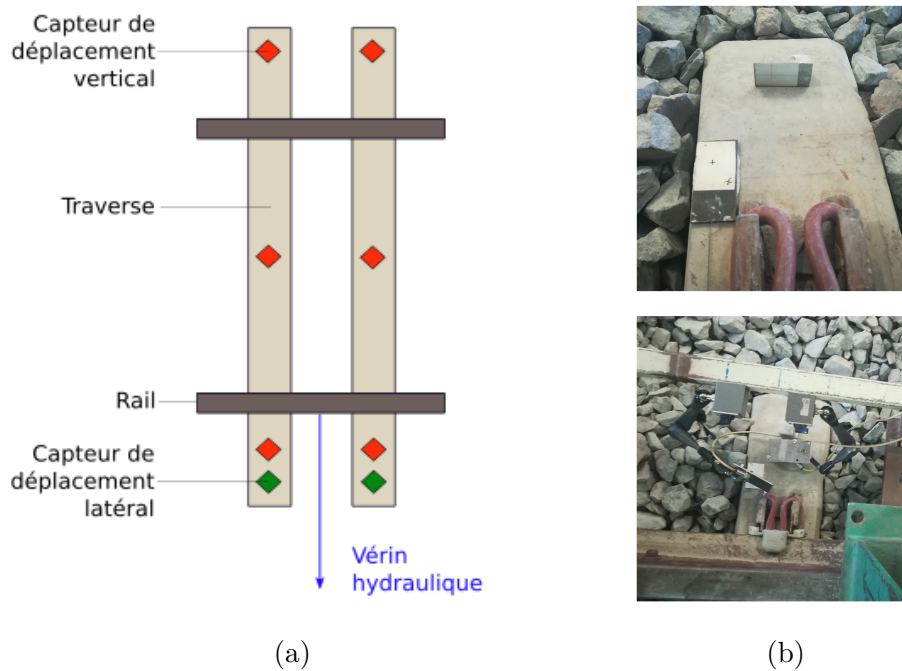 Capteur de
déplacement
vertical
Traverse
Rail
Capteur de
déplacement
latéral
Vérin
hydraulique
(a)
(b)